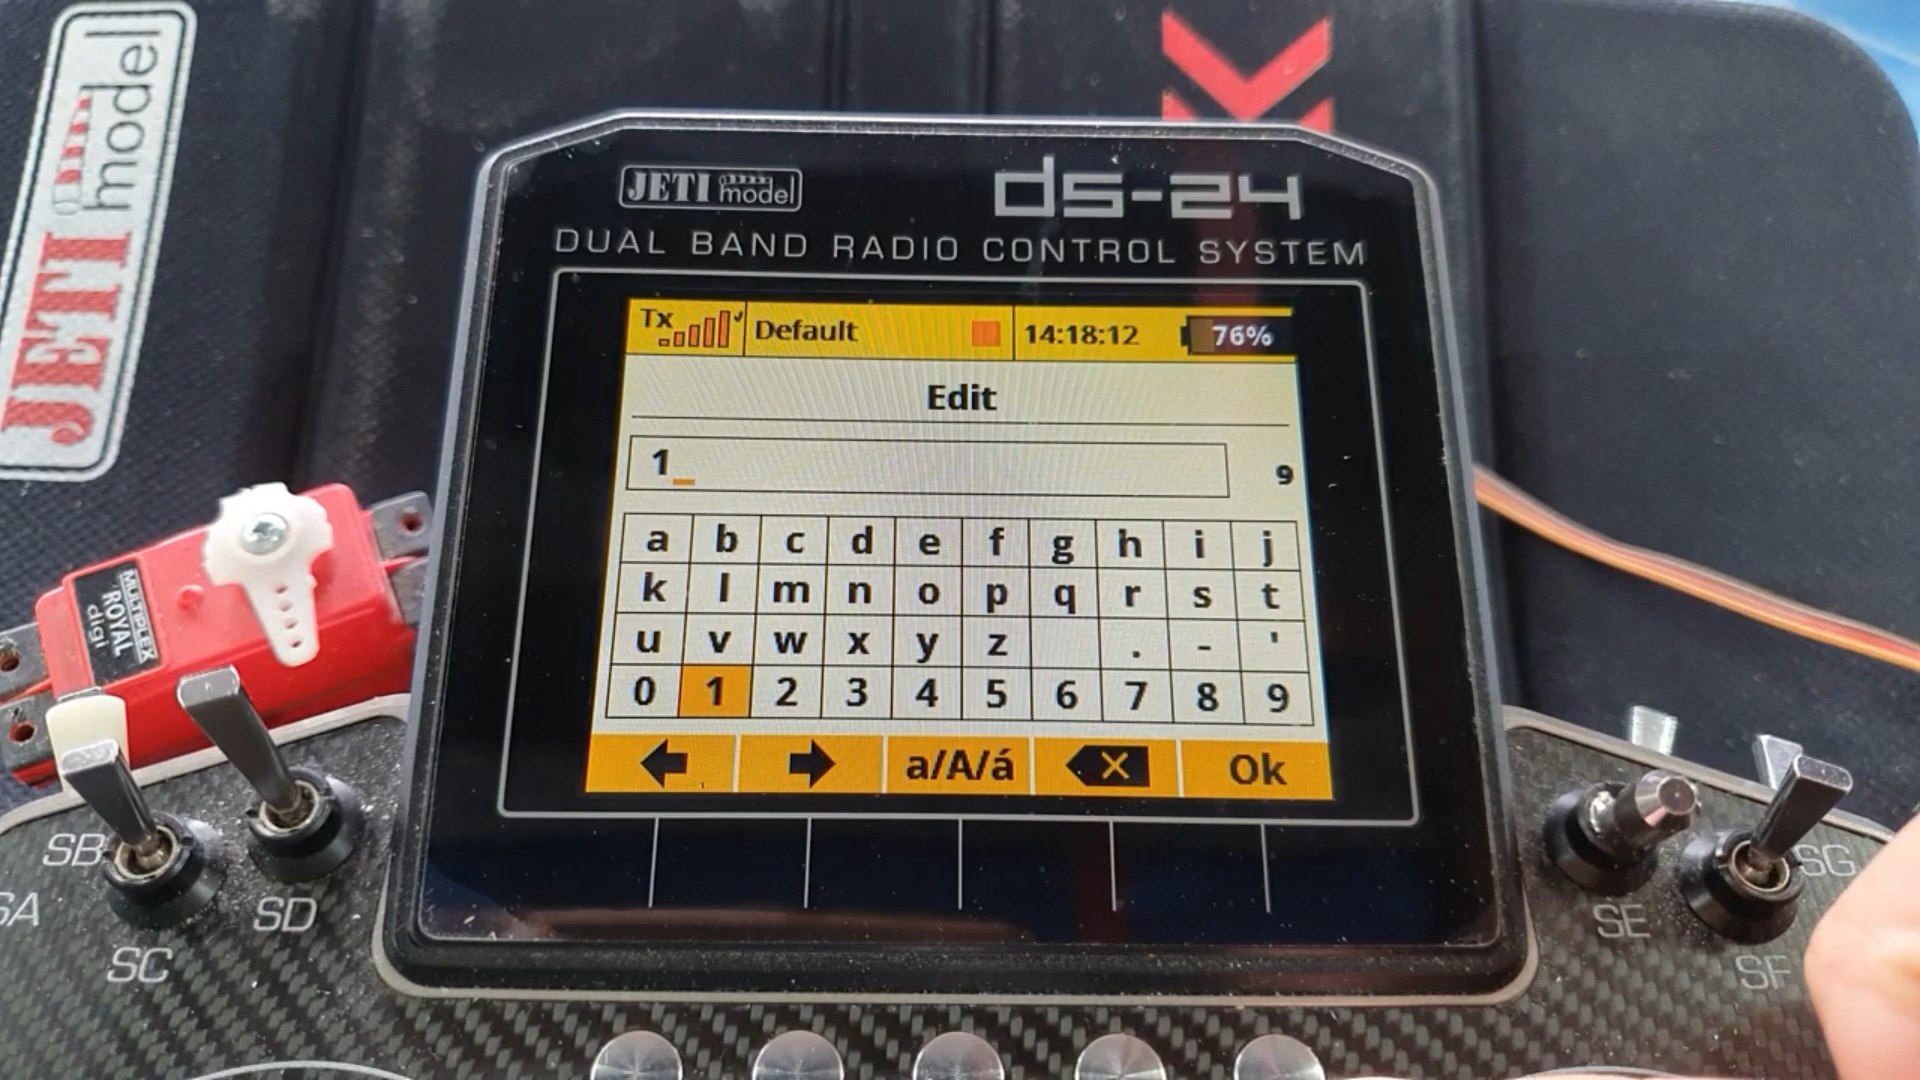 JETI model
JETI model
ds-24
DUAL BAND RADIO CONTROL SYSTEM
Tx Default 14:18:12 76%
Edit
1_ 9
a b c d e f g h i j
k l m n o p q r s t
u v w x y z . - '
0 1 2 3 4 5 6 7 8 9
a/A/á Ok
MULTIPLEX
ROYAL
digi
SB
SA
SC
SD
SE
SG
SF